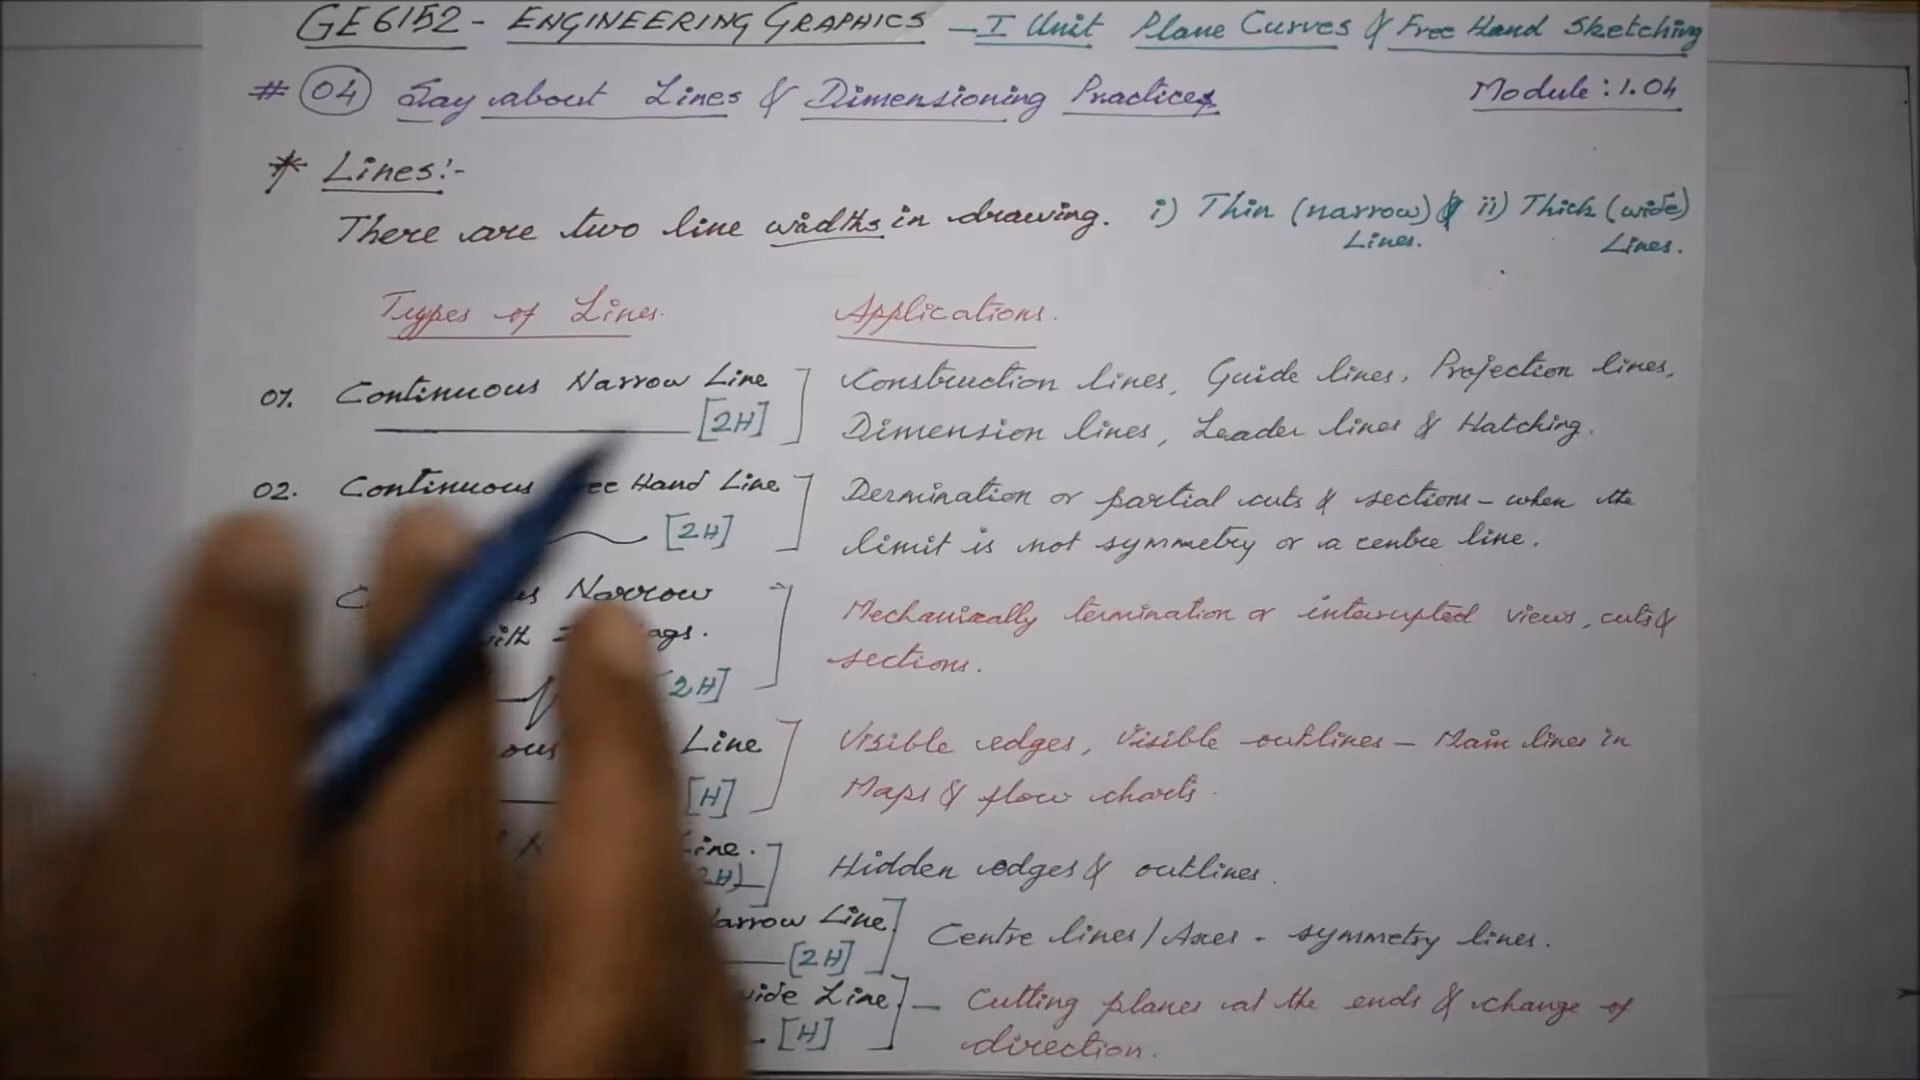 GE6152 - ENGINEERING GRAPHICS - I Unit Plane Curves & Free Hand Sketching
# 04 Say about Lines & Dimensioning Practices Module: 1.04
* Lines:-
There are two line widths in drawing. i) Thin (narrow) & ii) Thick (wide)
Lines. Lines.
Types of Lines. Applications.
01. Continuous Narrow Line Construction lines, Guide lines, Projection lines,
[2H] Dimension lines, Leader lines & Hatching.
02. Continuous Hand Line Dermination or partial cuts & sections - when the
[2H] limit is not symmetry or a centre line.
Narrow Mechanically termination or interrupted views, cuts &
sections.
[2H]
Line Visible edges, Visible outlines - Main lines in
[H] Maps & flow charts.
Line. Hidden edges & outlines.
Line Centre lines/Axes - symmetry lines.
[2H]
Line - Cutting planes at the ends & change of
[H] direction.